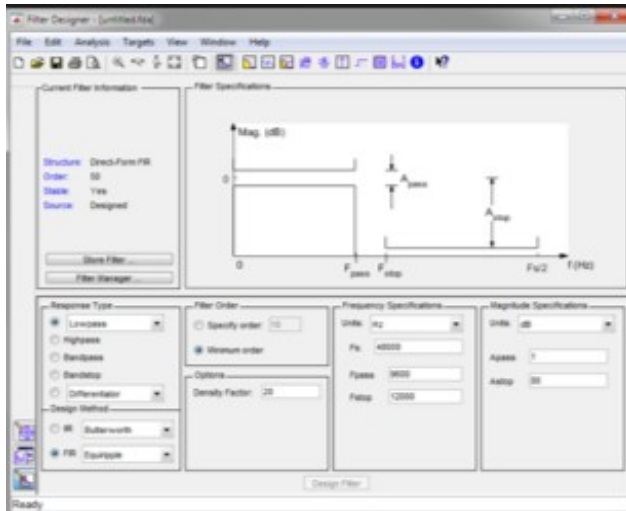 Filter Designer - [untitled.fda]
File Edit Analysis Targets View Window Help
Current Filter Information
Structure: Direct-Form FIR
Order: 50
Stable: Yes
Source: Designed
Store Filter ...
Filter Manager ...
Filter Specifications
Mag. (dB)
0
A pass
A stop
0
F pass
F stop
Fs/2
f (Hz)
Response Type
Lowpass
Highpass
Bandpass
Bandstop
Differentiator
Design Method
IIR Butterworth
FIR Equiripple
Filter Order
Specify order: 10
Minimum order
Options
Density Factor: 20
Frequency Specifications
Units: Hz
Fs: 48000
Fpass: 9600
Fstop: 12000
Magnitude Specifications
Units: dB
Apass: 1
Astop: 80
Design Filter
Ready